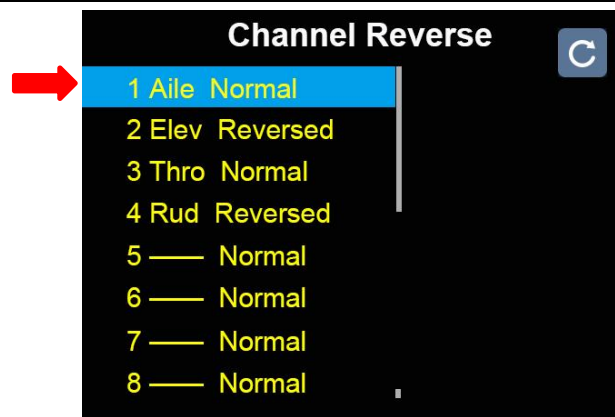 Channel Reverse
1 Aile Normal
2 Elev Reversed
3 Thro Normal
4 Rud Reversed
5 —— Normal
6 —— Normal
7 —— Normal
8 —— Normal